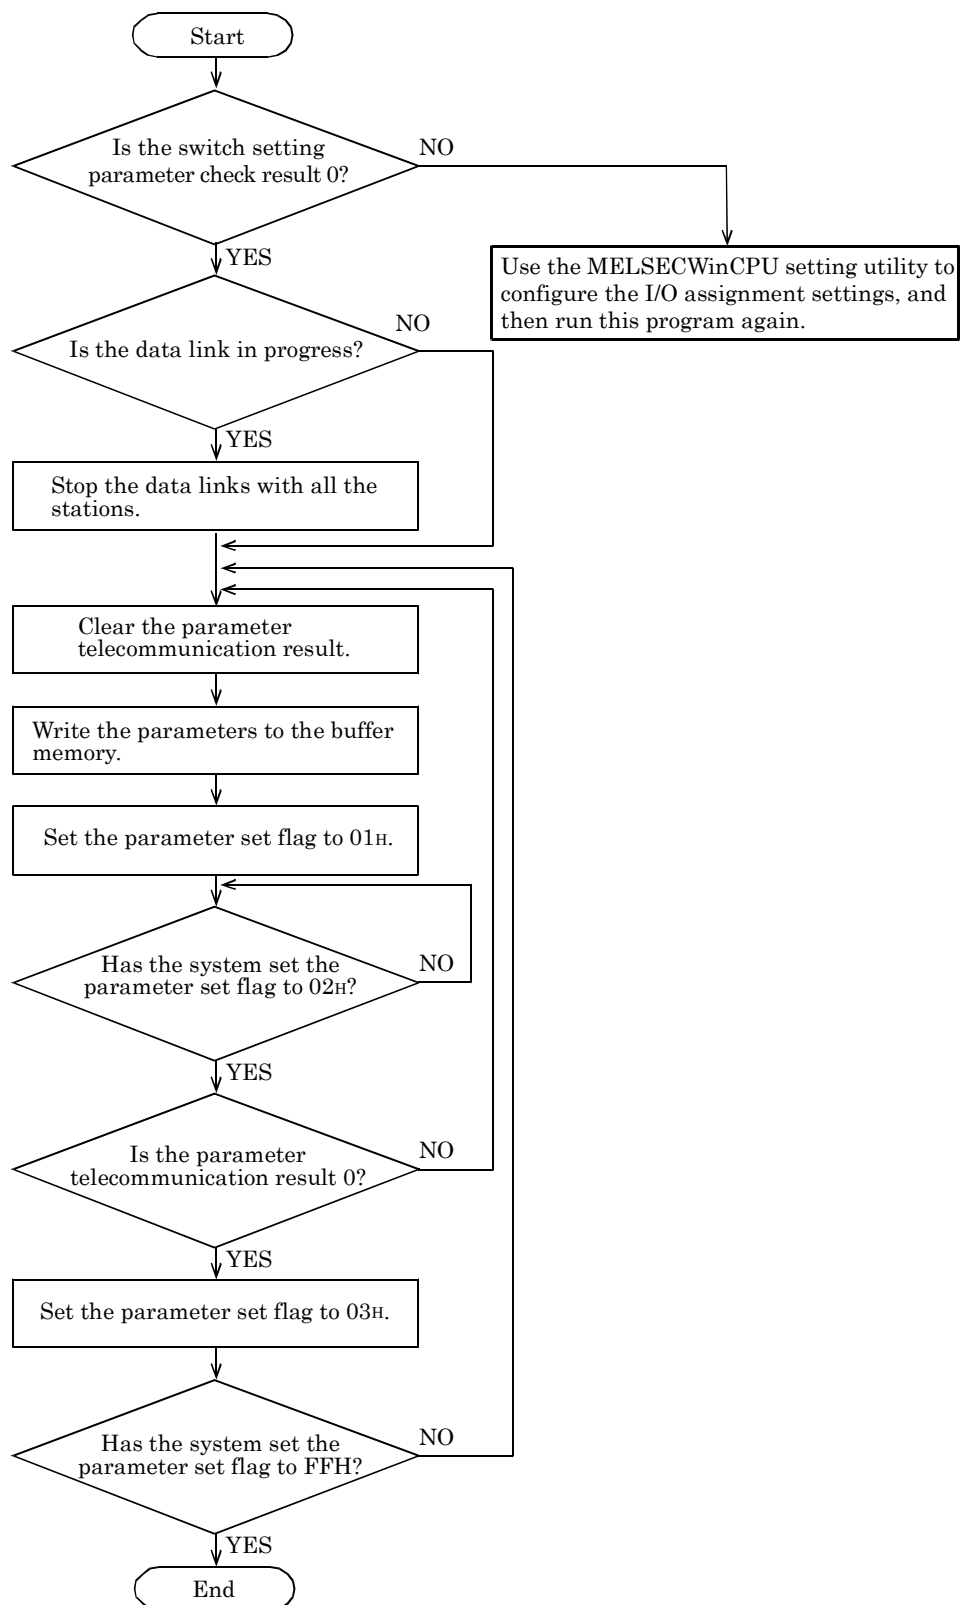 Start
Is the switch setting
parameter check result 0?
NO
YES
Use the MELSECWinCPU setting utility to
configure the I/O assignment settings, and
then run this program again.
Is the data link in progress?
NO
YES
Stop the data links with all the
stations.
Clear the parameter
telecommunication result.
Write the parameters to the buffer
memory.
Set the parameter set flag to 01H.
Has the system set the
parameter set flag to 02H?
NO
YES
Is the parameter
telecommunication result 0?
NO
YES
Set the parameter set flag to 03H.
Has the system set the
parameter set flag to FFH?
NO
YES
End